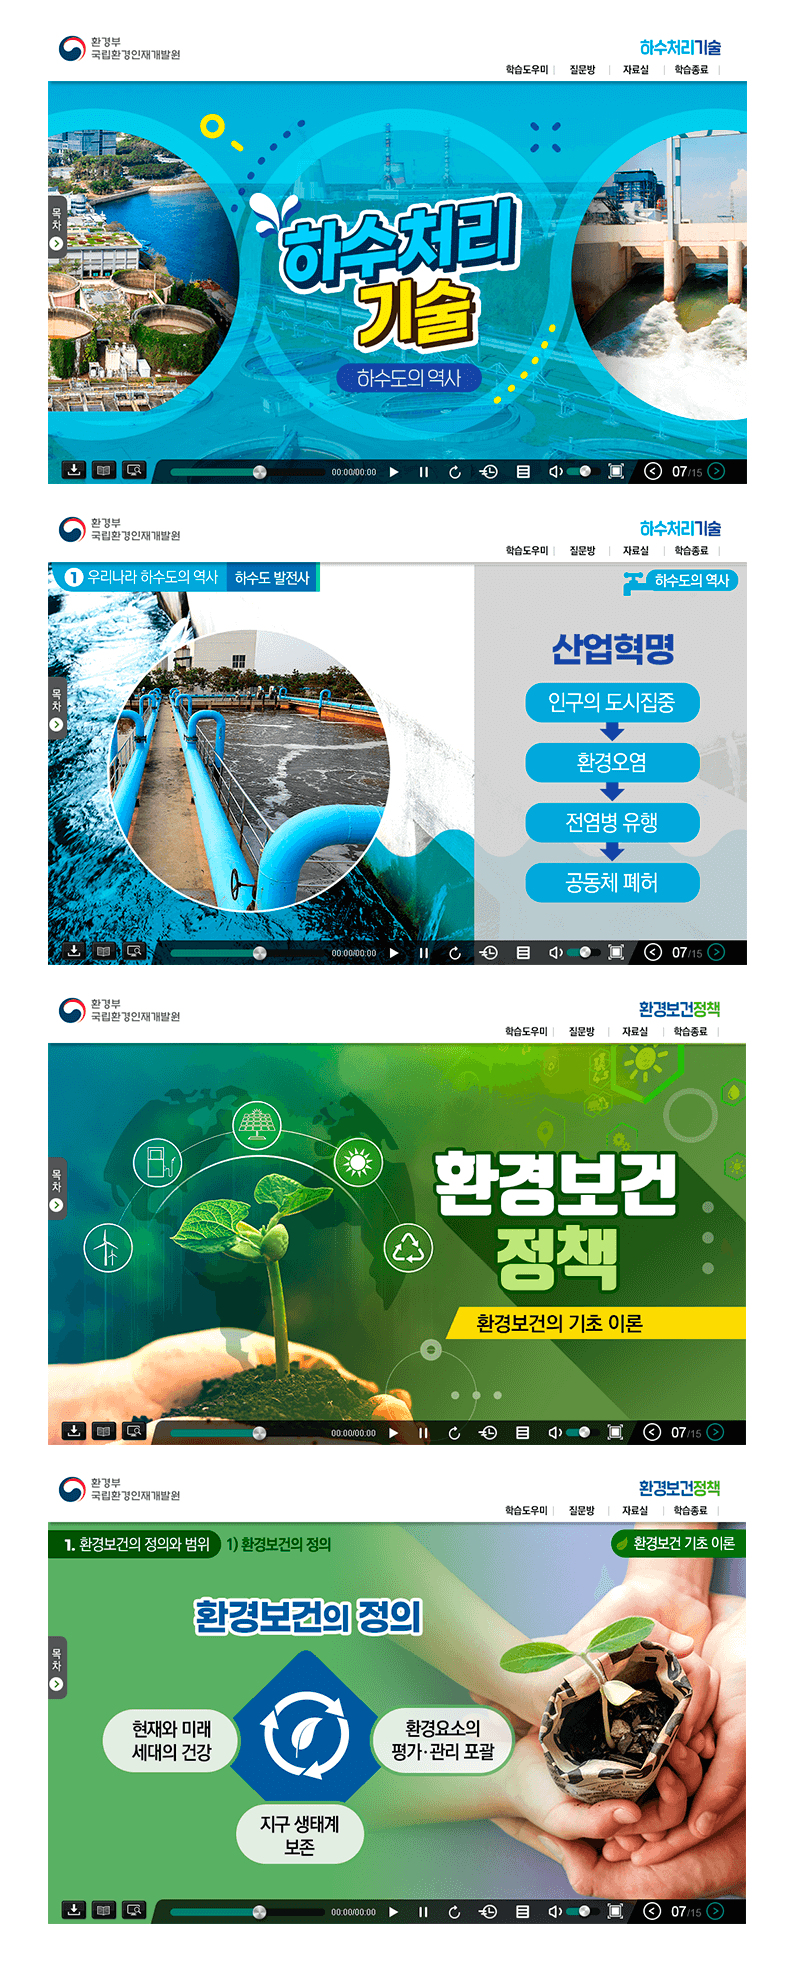 환경부
국립환경인재개발원
하수처리기술
학습도우미 | 질문방 | 자료실 | 학습종료 |
목차
하수처리
기술
하수도의 역사
00:00/00:00
07/15
환경부
국립환경인재개발원
하수처리기술
학습도우미 | 질문방 | 자료실 | 학습종료 |
1 우리나라 하수도의 역사 하수도 발전사
하수도의 역사
목차
산업혁명
인구의 도시집중
환경오염
전염병 유행
공동체 폐허
00:00/00:00
07/15
환경부
국립환경인재개발원
환경보건정책
학습도우미 | 질문방 | 자료실 | 학습종료 |
목차
환경보건
정책
환경보건의 기초 이론
00:00/00:00
07/15
환경부
국립환경인재개발원
환경보건정책
학습도우미 | 질문방 | 자료실 | 학습종료 |
1. 환경보건의 정의와 범위 1) 환경보건의 정의
환경보건 기초 이론
목차
환경보건의 정의
현재와 미래
세대의 건강
환경요소의
평가·관리 포괄
지구 생태계
보존
00:00/00:00
07/15